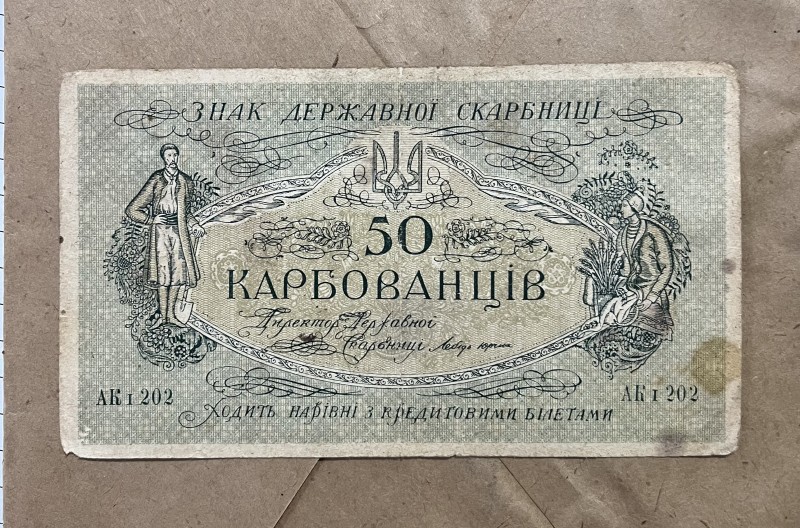 ЗНАК ДЕРЖАВНОЇ СКАРБНИЦІ
50
КАРБОВАНЦІВ
Директор Державної
Скарбниці
АК I 202
АК I 202
ХОДИТЬ НАРІВНІ З КРЕДИТОВИМИ БІЛЕТАМИ